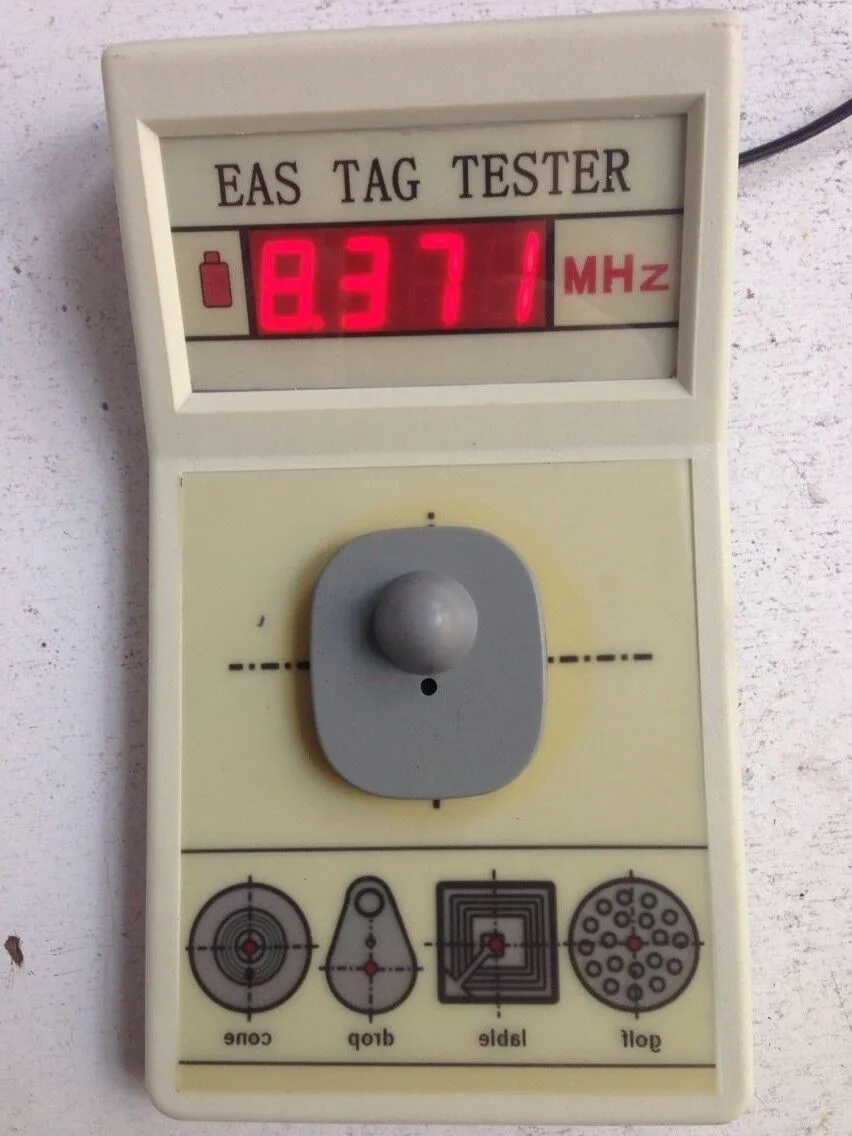 EAS TAG TESTER
8.371 MHz
cone drop lable golf